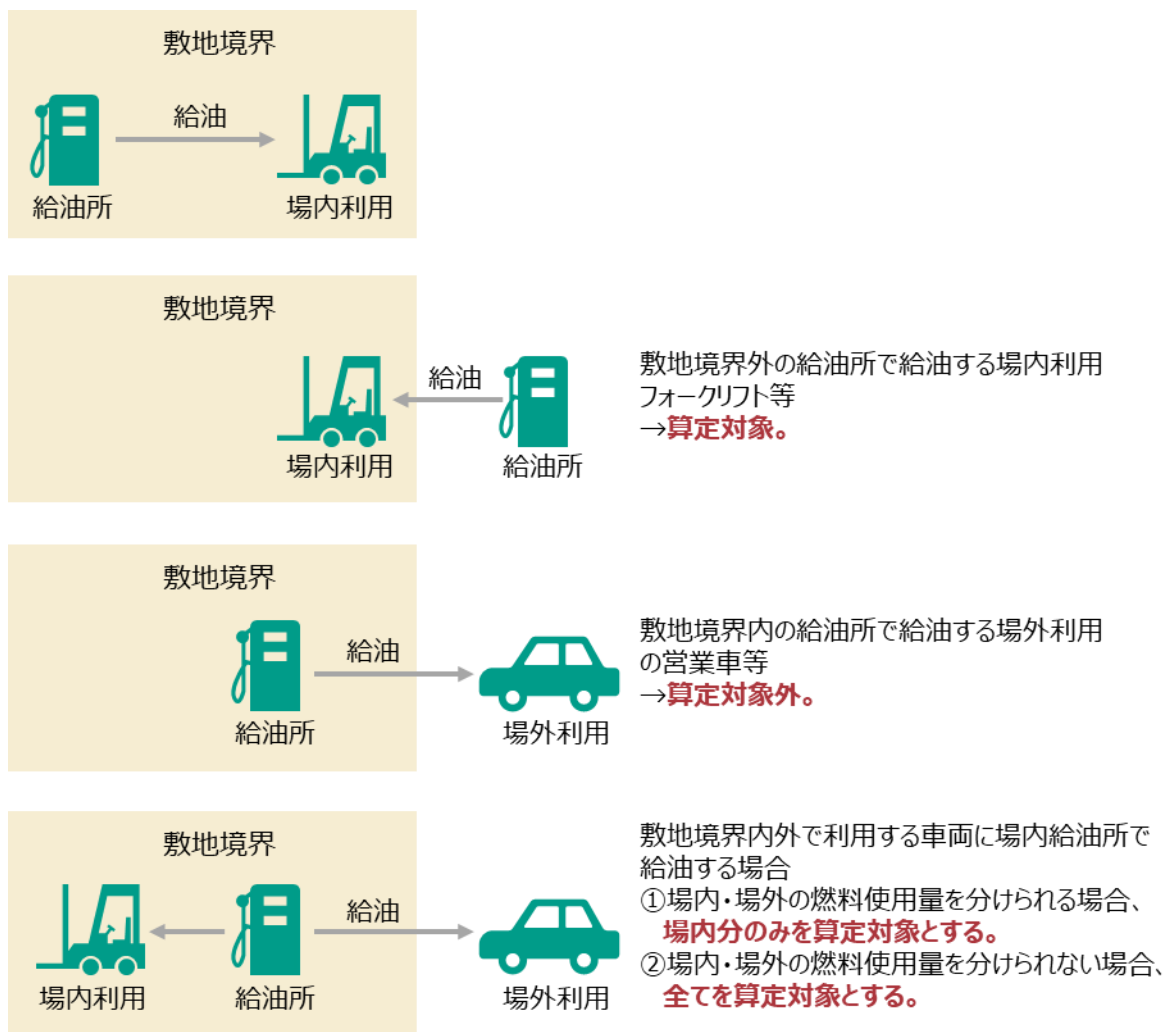 敷地境界
給油
給油所
場内利用
敷地境界
給油
場内利用
給油所
敷地境界外の給油所で給油する場内利用
フォークリフト等
→算定対象。
敷地境界
給油
給油所
場外利用
敷地境界内の給油所で給油する場外利用
の営業車等
→算定対象外。
敷地境界
給油
場内利用
給油所
場外利用
敷地境界内外で利用する車両に場内給油所で
給油する場合
①場内・場外の燃料使用量を分けられる場合、
場内分のみを算定対象とする。
②場内・場外の燃料使用量を分けられない場合、
全てを算定対象とする。